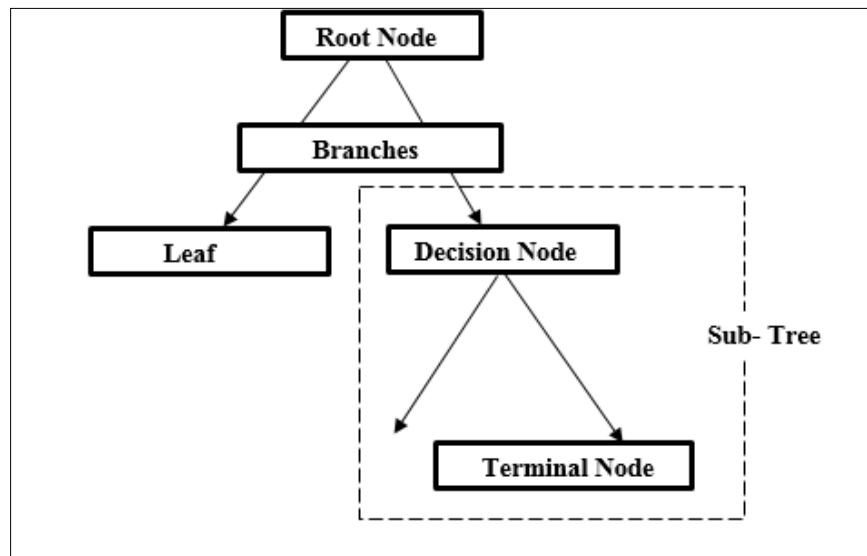 Root Node
Branches
Leaf
Decision Node
Sub- Tree
Terminal Node